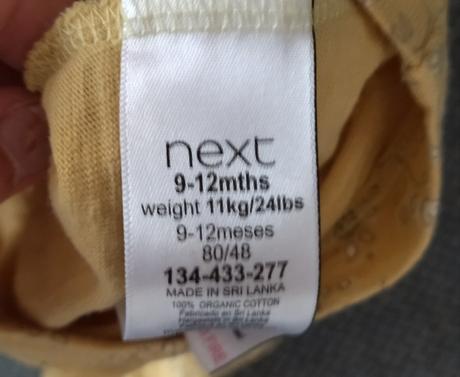 next
9-12mths
weight 11kg/24lbs
9-12meses
80/48
134-433-277
MADE IN SRI LANKA
100% ORGANIC COTTON
Fabricado en Sri Lanka